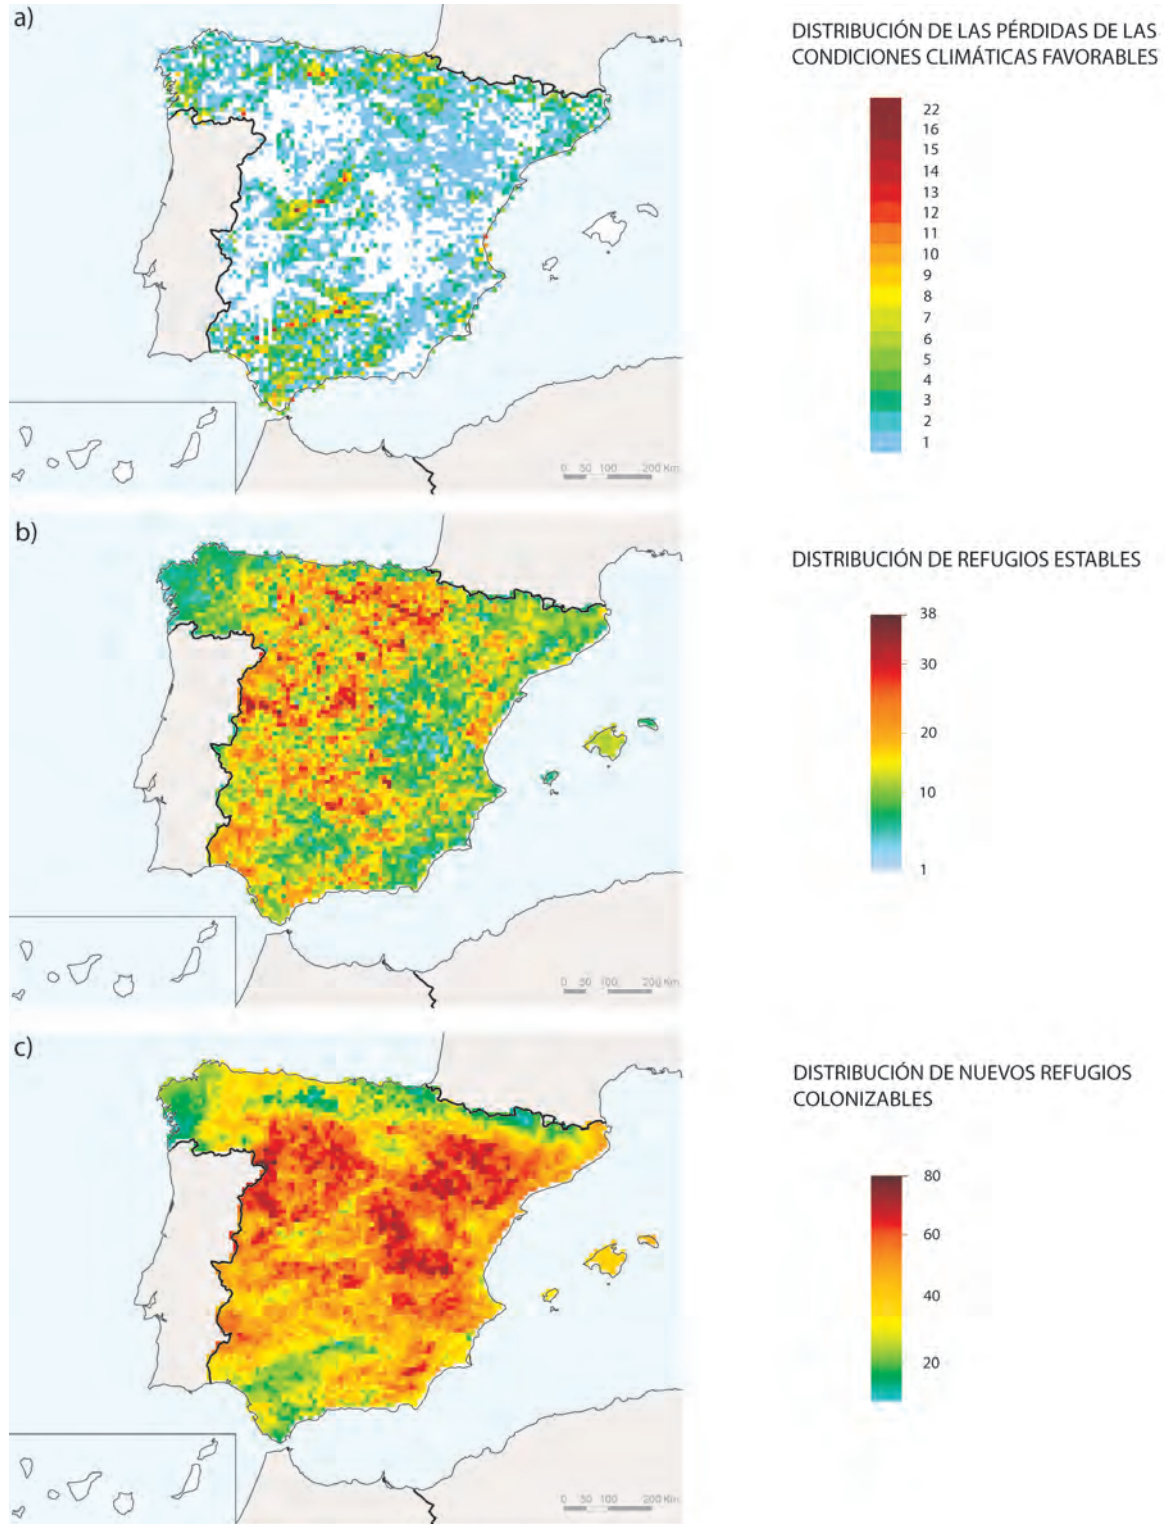 a)
DISTRIBUCIÓN DE LAS PÉRDIDAS DE LAS
CONDICIONES CLIMÁTICAS FAVORABLES
22
16
15
14
13
12
11
10
9
8
7
6
5
4
3
2
1
0 50 100 200 Km.
b)
DISTRIBUCIÓN DE REFUGIOS ESTABLES
38
30
20
10
1
0 50 100 200 Km.
c)
DISTRIBUCIÓN DE NUEVOS REFUGIOS
COLONIZABLES
80
60
40
20
0 50 100 200 Km.